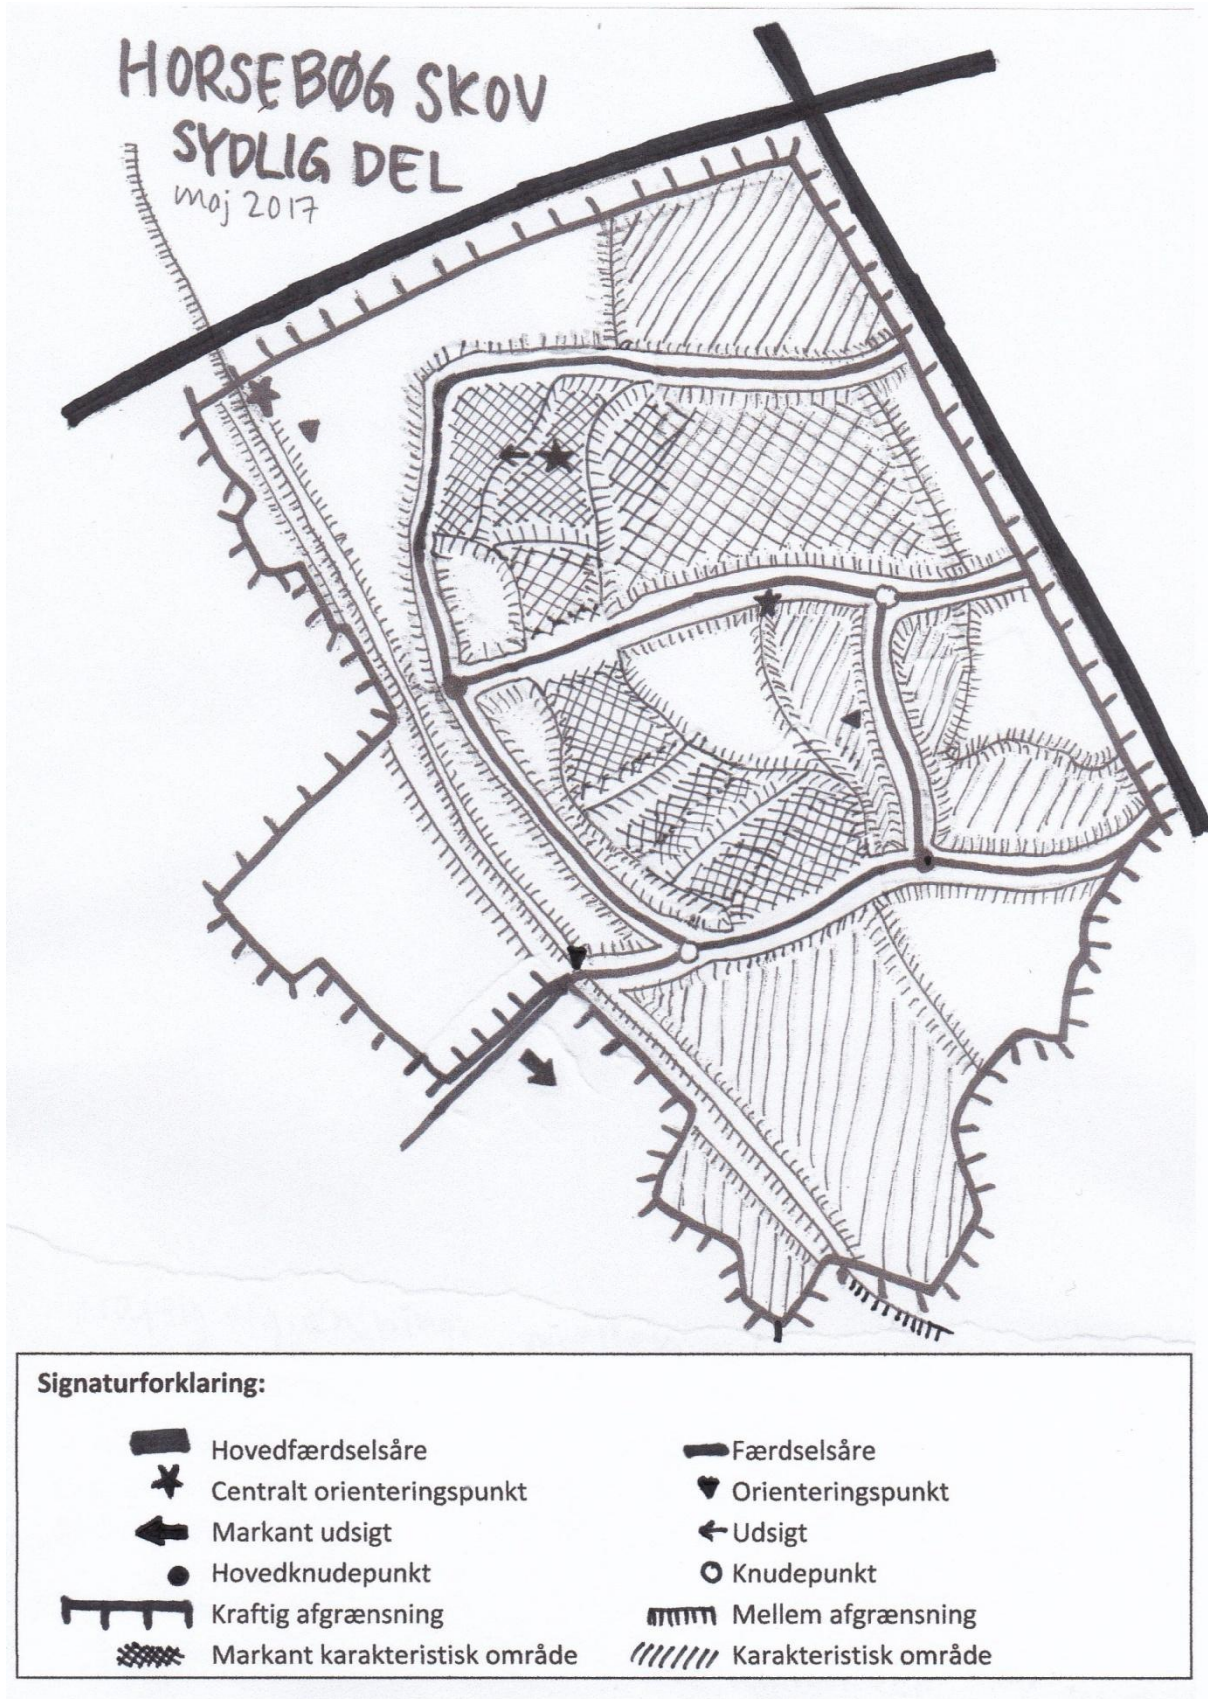 HORSEBØG SKOV
SYDLIG DEL
maj 2017
Signaturforklaring:
Hovedfærdselsåre
Færdselsåre
Centralt orienteringspunkt
Orienteringspunkt
Markant udsigt
Udsigt
Hovedknudepunkt
Knudepunkt
Kraftig afgrænsning
Mellem afgrænsning
Markant karakteristisk område
Karakteristisk område